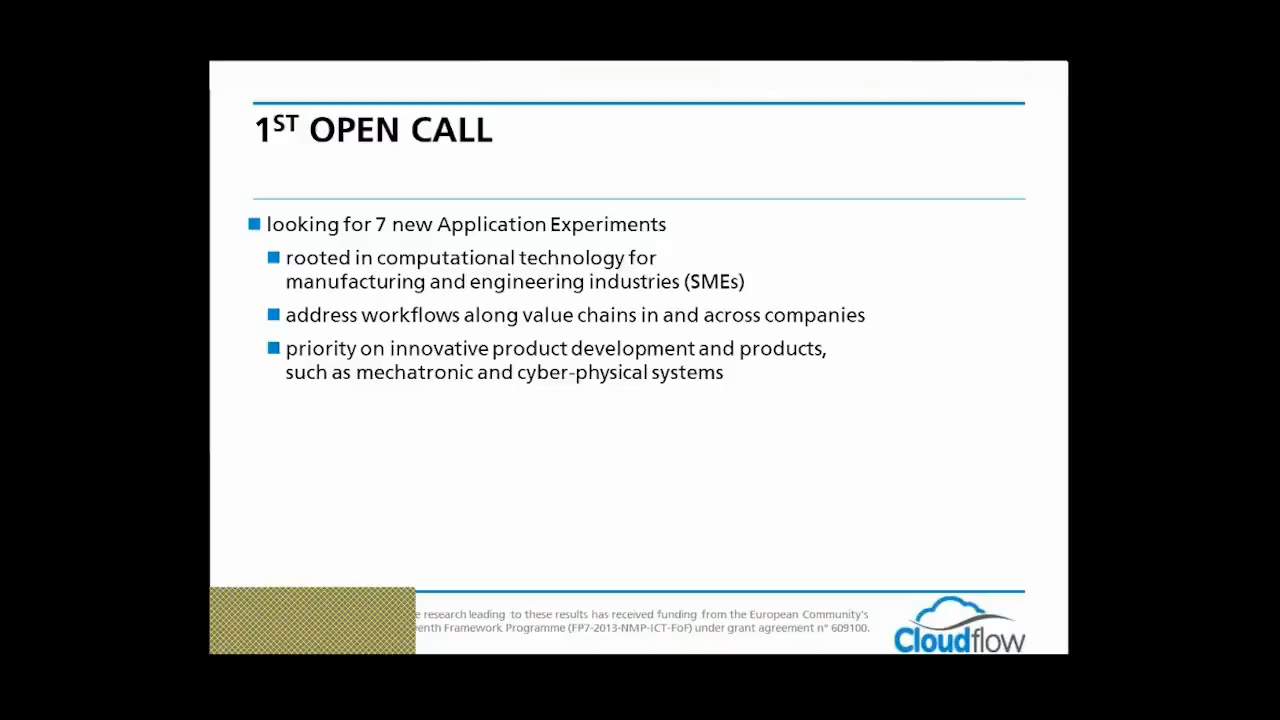 1ST OPEN CALL
looking for 7 new Application Experiments
rooted in computational technology for
manufacturing and engineering industries (SMEs)
address workflows along value chains in and across companies
priority on innovative product development and products,
such as mechatronic and cyber-physical systems
research leading to these results has received funding from the European Community's
Framework Programme (FP7-2013-NMP-ICT-FoF) under grant agreement n° 609100.
Cloudflow